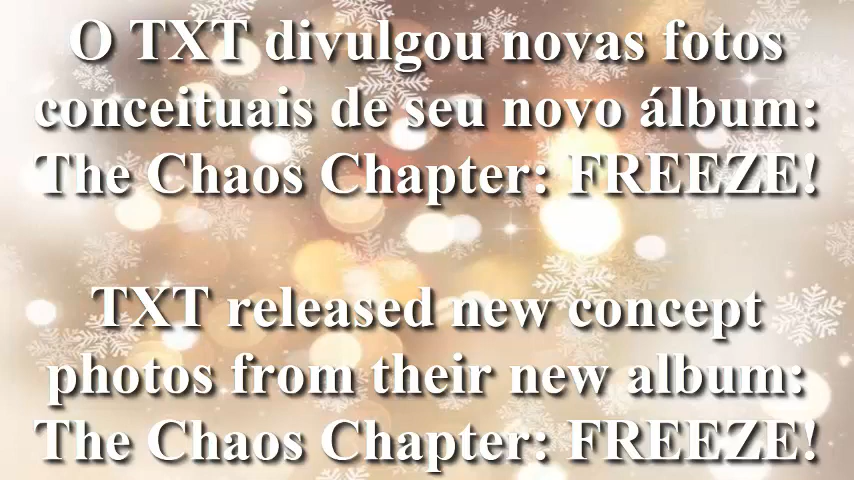 O TXT divulgou novas fotos
conceituais de seu novo álbum:
The Chaos Chapter: FREEZE!
TXT released new concept
photos from their new album:
The Chaos Chapter: FREEZE!